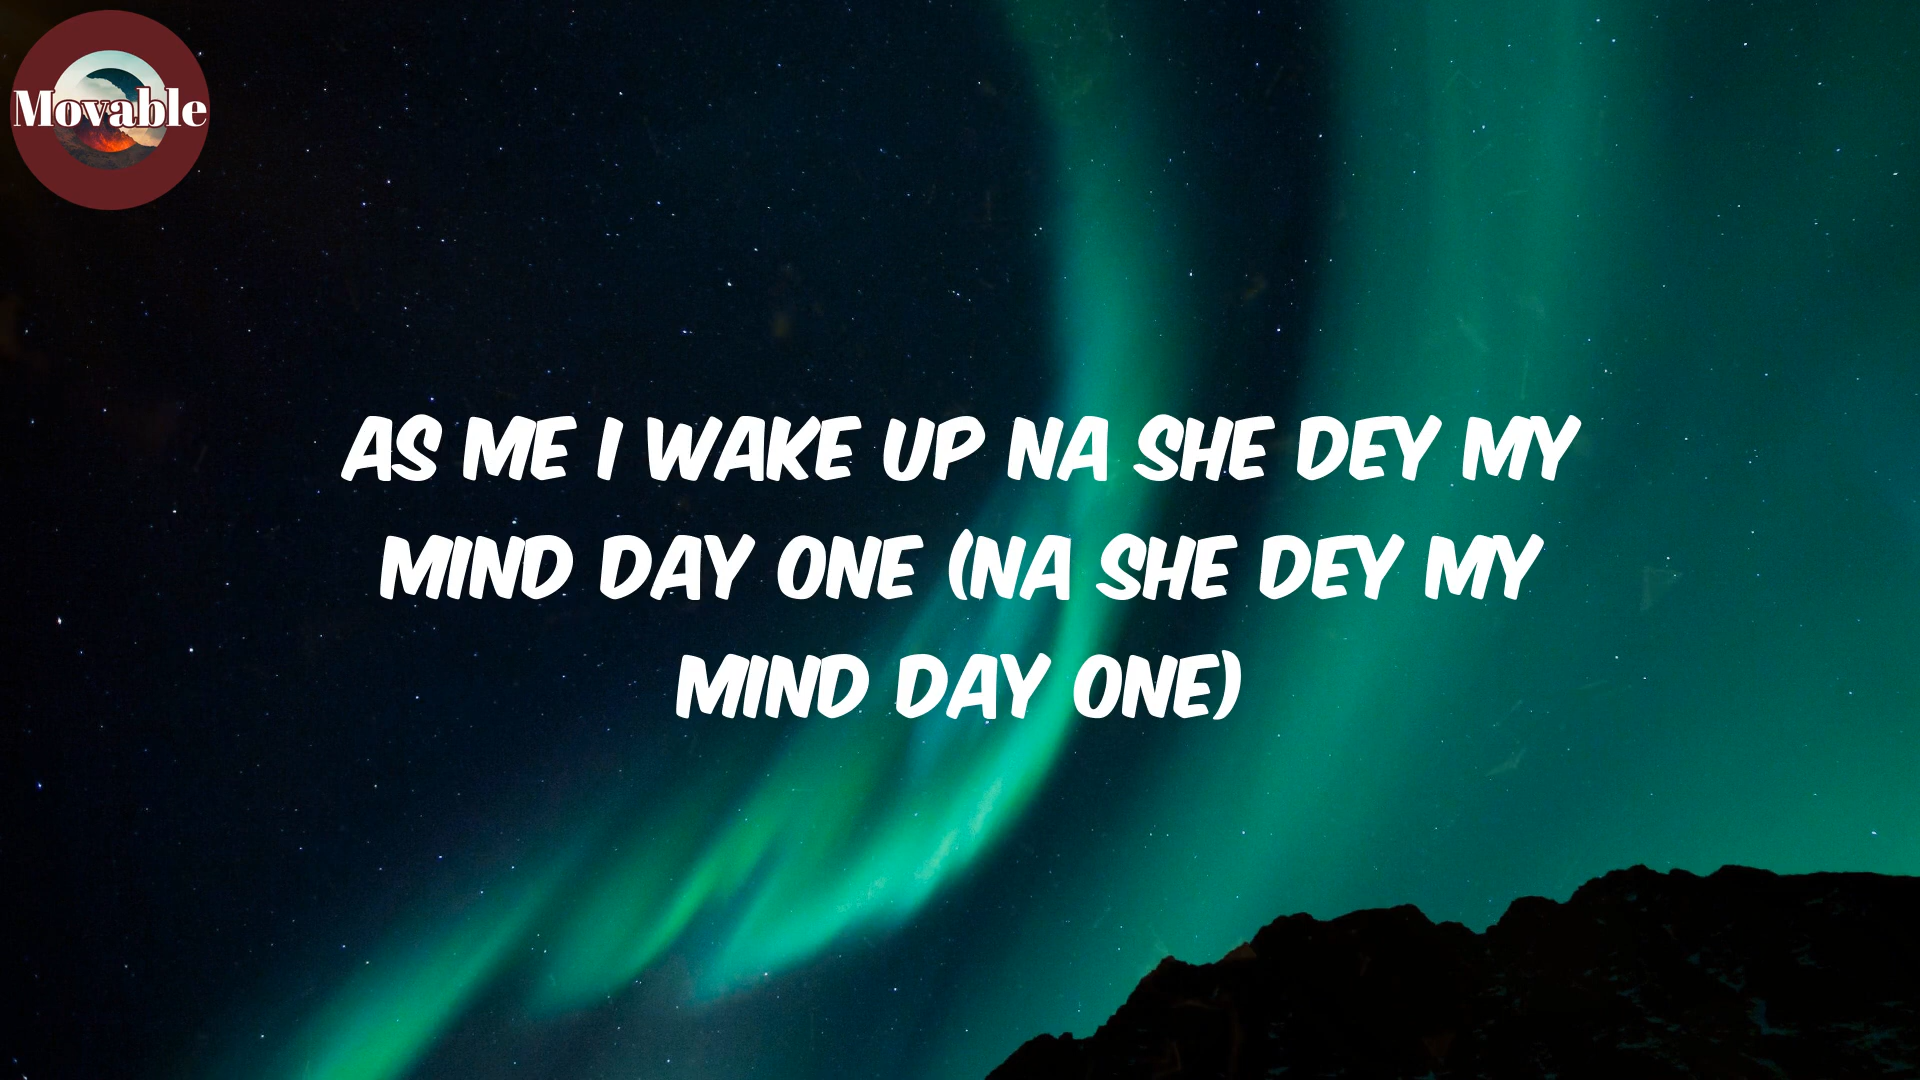 Movable
AS ME I WAKE UP NA SHE DEY MY
MIND DAY ONE (NA SHE DEY MY
MIND DAY ONE)